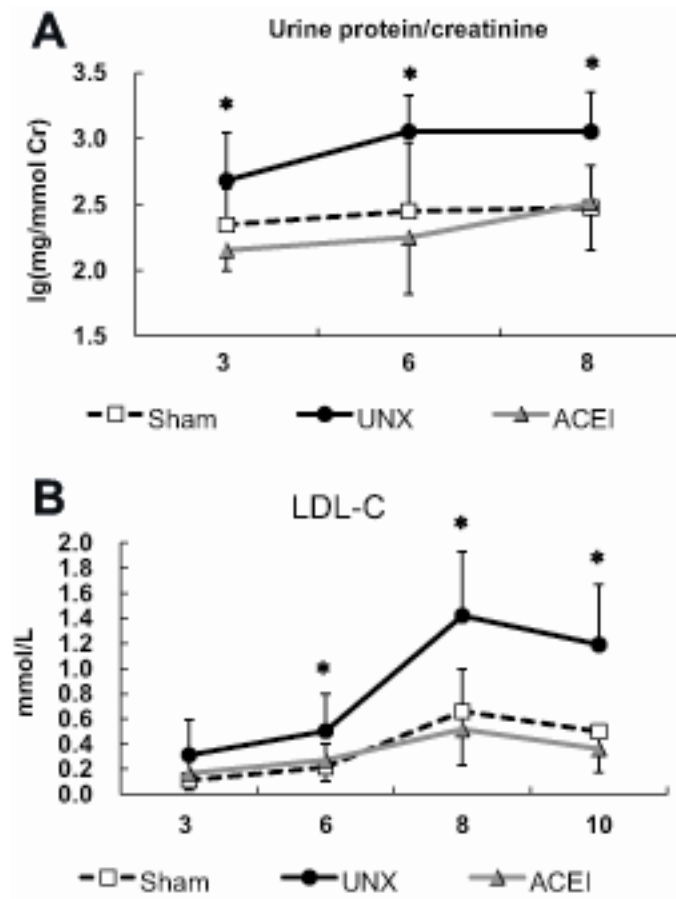 A
Urine protein/creatinine
*
*
*
3.5
3.0
2.5
2.0
1.5
lg(mg/mmol Cr)
3 6 8
Sham UNX ACEI
B
LDL-C
*
*
*
2.0
1.8
1.6
1.4
1.2
1.0
0.8
0.6
0.4
0.2
0.0
mmol/L
3 6 8 10
Sham UNX ACEI